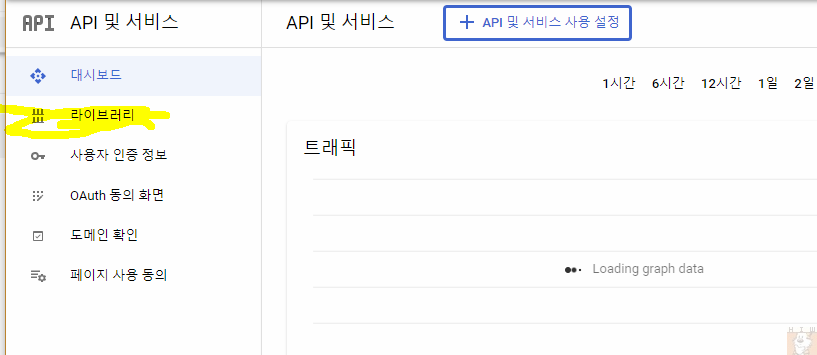 API API 및 서비스
API 및 서비스
+ API 및 서비스 사용 설정
대시보드
1시간 6시간 12시간 1일 2일
라이브러리
트래픽
사용자 인증 정보
OAuth 동의 화면
도메인 확인
페이지 사용 동의
Loading graph data
H I W